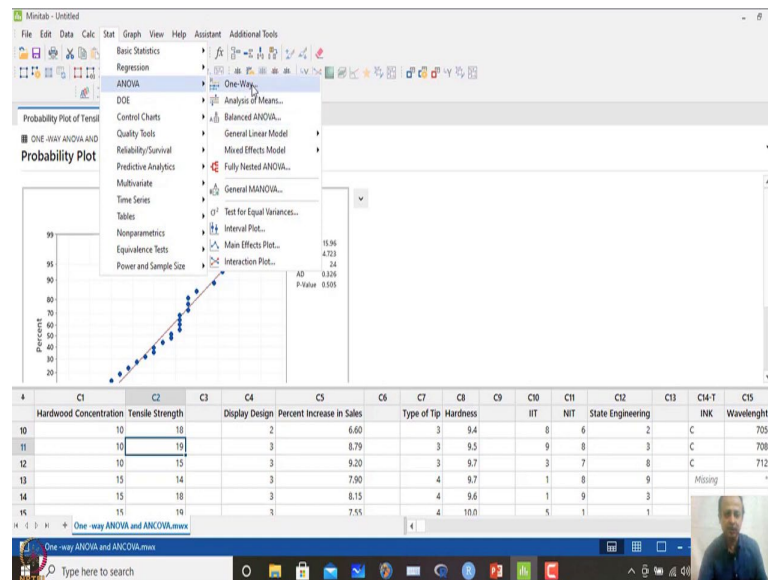 Minitab - Untitled
File Edit Data Calc Stat Graph View Help Assistant Additional Tools
Basic Statistics
Regression
ANOVA
DOE
Control Charts
Quality Tools
Reliability/Survival
Predictive Analytics
Multivariate
Time Series
Tables
Nonparametrics
Equivalence Tests
Power and Sample Size
One-Way...
Analysis of Means...
Balanced ANOVA...
General Linear Model
Mixed Effects Model
Fully Nested ANOVA...
General MANOVA...
Test for Equal Variances...
Interval Plot...
Main Effects Plot...
Interaction Plot...
Probability Plot of Tensil
ONE -WAY ANOVA AND
Probability Plot
99
95
90
80
70
60
50
40
30
20
Percent
15.96
4.723
24
AD 0.326
P-Value 0.505
C1 C2 C3 C4 C5 C6 C7 C8 C9 C10 C11 C12 C13 C14-T C15
Hardwood Concentration Tensile Strength Display Design Percent Increase in Sales Type of Tip Hardness IIT NIT State Engineering INK Wavelenght
10 10 18 2 6.60 3 9.4 8 6 2 C 705
11 10 19 3 8.79 3 9.5 9 8 3 C 708
12 10 15 3 9.20 3 9.7 3 7 8 C 712
13 15 14 3 7.90 4 9.7 1 8 9 Missing *
14 15 18 3 8.15 4 9.6 1 9 3
15 15 19 3 7.55 4 10.0 5 1 1
One -way ANOVA and ANCOVA.mwx
One -way ANOVA and ANCOVA.mwx
Type here to search